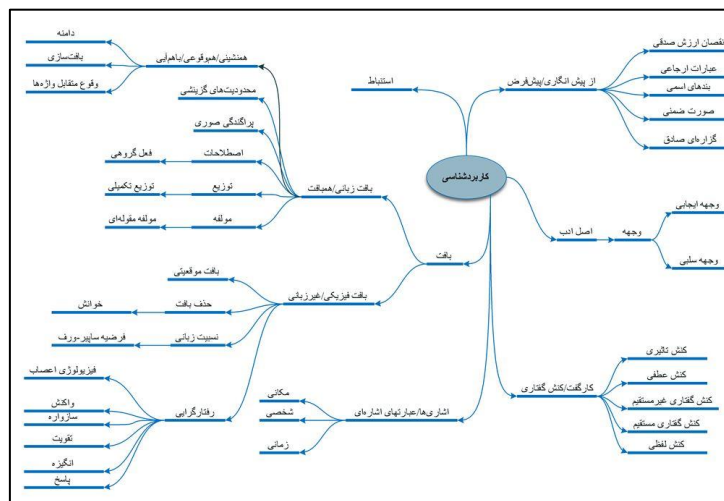 کاربردشناسی
از پیش انگاری/پیش‌فرض
نقصان ارزش صدقی
عبارات ارجاعی
بندهای اسمی
صورت ضمنی
گزاره‌ای صادق
استنباط
اصل ادب
وجهه
وجهه ایجابی
وجهه سلبی
کارگفت/کنش گفتاری
کنش تاثیری
کنش عطفی
کنش گفتاری غیرمستقیم
کنش گفتاری مستقیم
کنش لفظی
اشاری‌ها/عبارتهای اشاره‌ای
مکانی
شخصی
زمانی
بافت
بافت زبانی/همبافت
همنشینی/هم‌وقوعی/باهم‌آیی
دامنه
بافت‌سازی
وقوع متقابل واژه‌ها
محدودیت‌های گزینشی
پراگندگی صوری
اصطلاحات
فعل گروهی
توزیع
توزیع تکمیلی
مولفه
مولفه مقوله‌ای
بافت فیزیکی/غیرزبانی
بافت موقعیتی
حذف بافت
خوانش
نسبیت زبانی
فرضیه ساپیر-ورف
رفتارگرایی
فیزیولوژی اعصاب
واکنش
سازواره
تقویت
انگیزه
پاسخ